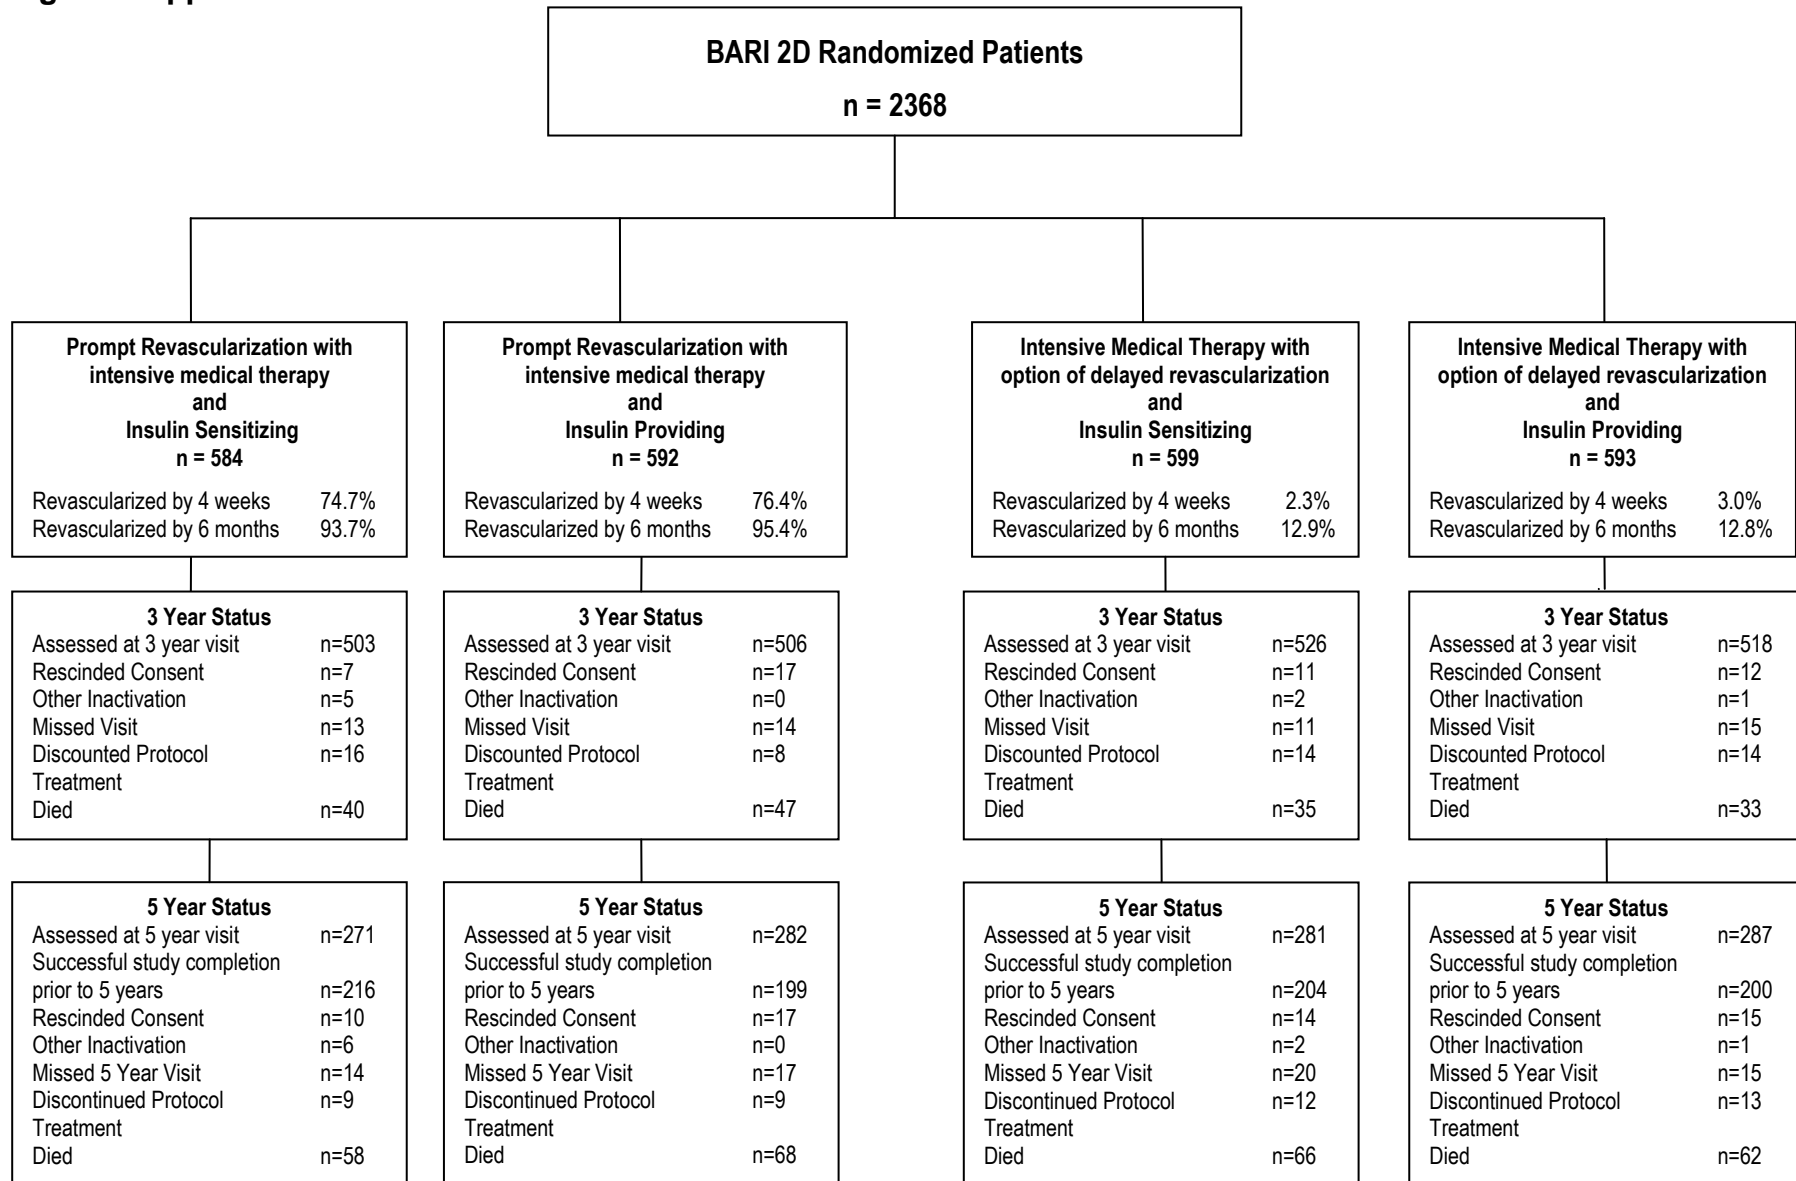 BARI 2D Randomized Patients
n = 2368
Prompt Revascularization with
intensive medical therapy
and
Insulin Sensitizing
n = 584
Revascularized by 4 weeks 74.7%
Revascularized by 6 months 93.7%
Prompt Revascularization with
intensive medical therapy
and
Insulin Providing
n = 592
Revascularized by 4 weeks 76.4%
Revascularized by 6 months 95.4%
Intensive Medical Therapy with
option of delayed revascularization
and
Insulin Sensitizing
n = 599
Revascularized by 4 weeks 2.3%
Revascularized by 6 months 12.9%
Intensive Medical Therapy with
option of delayed revascularization
and
Insulin Providing
n = 593
Revascularized by 4 weeks 3.0%
Revascularized by 6 months 12.8%
3 Year Status
Assessed at 3 year visit n=503
Rescinded Consent n=7
Other Inactivation n=5
Missed Visit n=13
Discounted Protocol n=16
Treatment
Died n=40
3 Year Status
Assessed at 3 year visit n=506
Rescinded Consent n=17
Other Inactivation n=0
Missed Visit n=14
Discounted Protocol n=8
Treatment
Died n=47
3 Year Status
Assessed at 3 year visit n=526
Rescinded Consent n=11
Other Inactivation n=2
Missed Visit n=11
Discounted Protocol n=14
Treatment
Died n=35
3 Year Status
Assessed at 3 year visit n=518
Rescinded Consent n=12
Other Inactivation n=1
Missed Visit n=15
Discounted Protocol n=14
Treatment
Died n=33
5 Year Status
Assessed at 5 year visit n=271
Successful study completion
prior to 5 years n=216
Rescinded Consent n=10
Other Inactivation n=6
Missed 5 Year Visit n=14
Discontinued Protocol n=9
Treatment
Died n=58
5 Year Status
Assessed at 5 year visit n=282
Successful study completion
prior to 5 years n=199
Rescinded Consent n=17
Other Inactivation n=0
Missed 5 Year Visit n=17
Discontinued Protocol n=9
Treatment
Died n=68
5 Year Status
Assessed at 5 year visit n=281
Successful study completion
prior to 5 years n=204
Rescinded Consent n=14
Other Inactivation n=2
Missed 5 Year Visit n=20
Discontinued Protocol n=12
Treatment
Died n=66
5 Year Status
Assessed at 5 year visit n=287
Successful study completion
prior to 5 years n=200
Rescinded Consent n=15
Other Inactivation n=1
Missed 5 Year Visit n=15
Discontinued Protocol n=13
Treatment
Died n=62